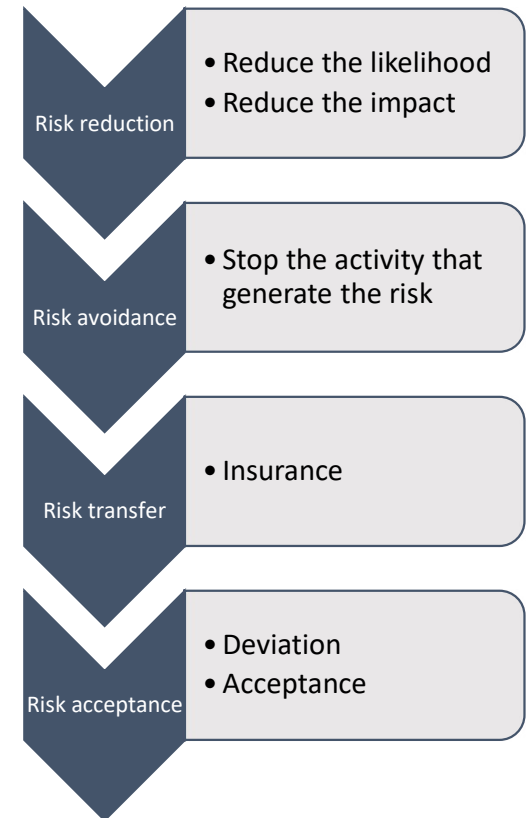 Risk reduction
• Reduce the likelihood
• Reduce the impact
Risk avoidance
• Stop the activity that
generate the risk
Risk transfer
• Insurance
Risk acceptance
• Deviation
• Acceptance